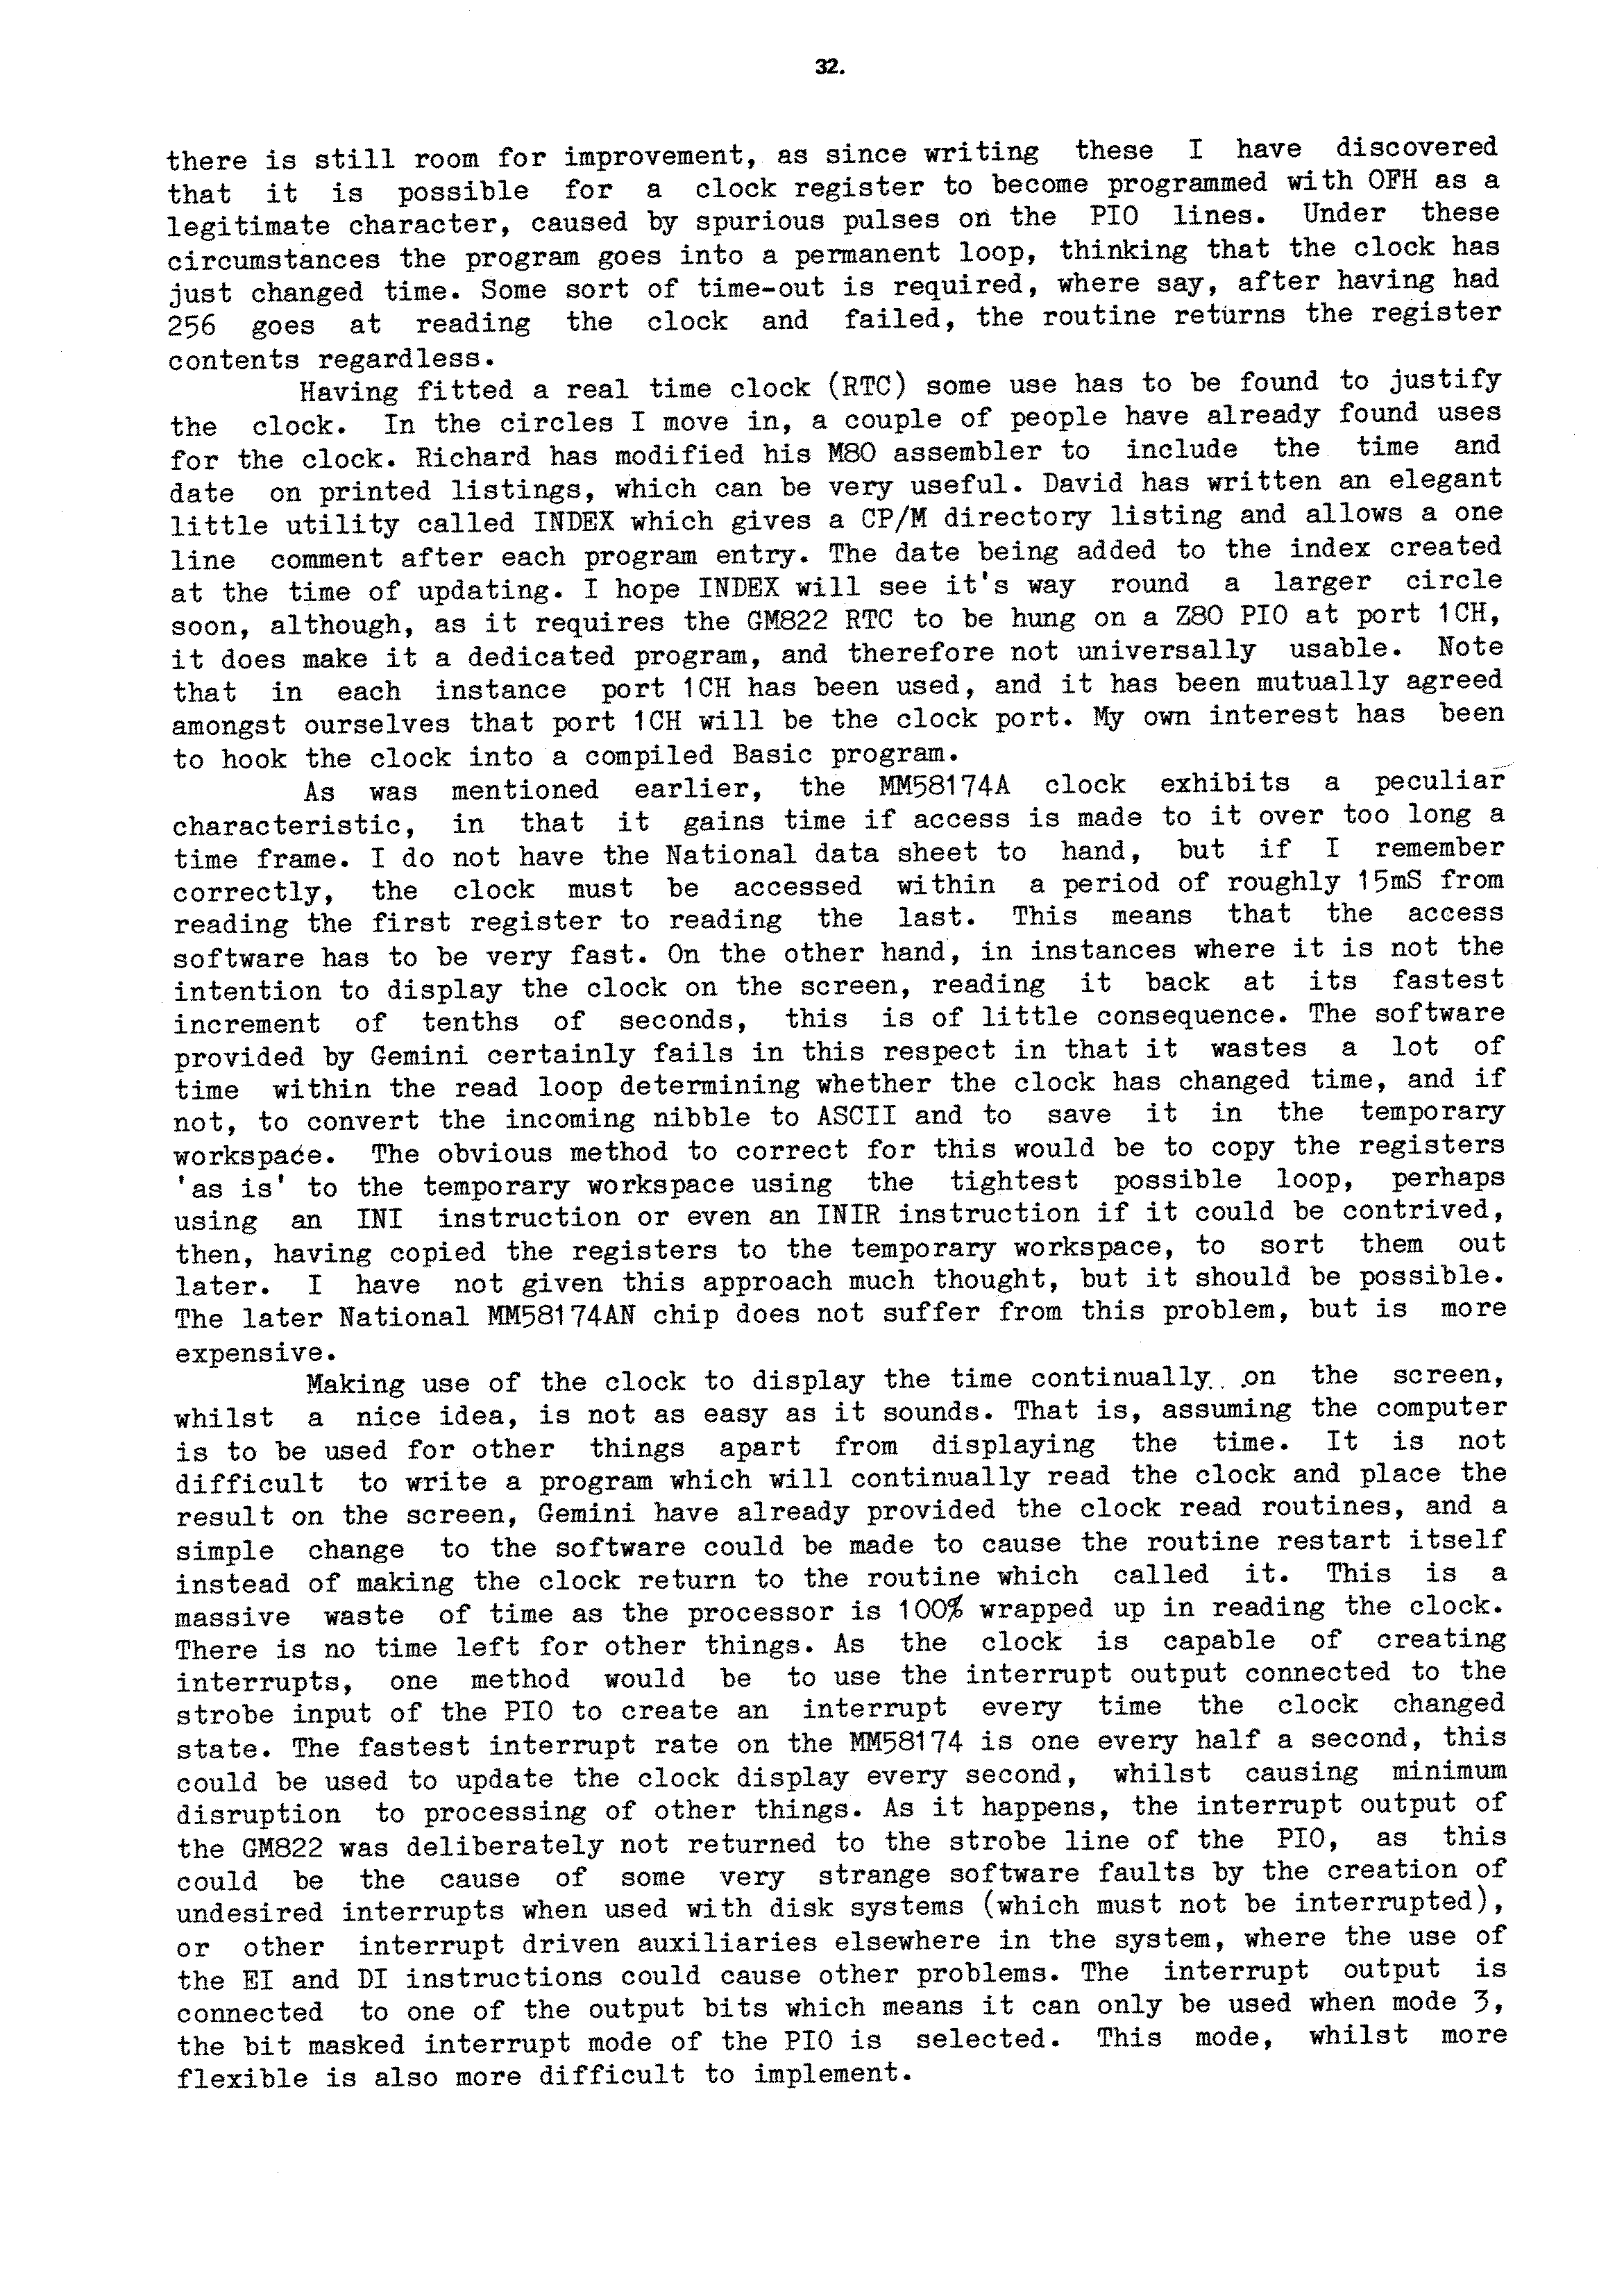 32.
there is still room for improvement, as since writing these I have discovered
that it is possible for a clock register to become programmed with 0FH as a
legitimate character, caused by spurious pulses on the PIO lines. Under these
circumstances the program goes into a permanent loop, thinking that the clock has
just changed time. Some sort of time-out is required, where say, after having had
256 goes at reading the clock and failed, the routine returns the register
contents regardless.
Having fitted a real time clock (RTC) some use has to be found to justify
the clock. In the circles I move in, a couple of people have already found uses
for the clock. Richard has modified his M80 assembler to include the time and
date on printed listings, which can be very useful. David has written an elegant
little utility called INDEX which gives a CP/M directory listing and allows a one
line comment after each program entry. The date being added to the index created
at the time of updating. I hope INDEX will see it's way round a larger circle
soon, although, as it requires the GM822 RTC to be hung on a Z80 PIO at port 1CH,
it does make it a dedicated program, and therefore not universally usable. Note
that in each instance port 1CH has been used, and it has been mutually agreed
amongst ourselves that port 1CH will be the clock port. My own interest has been
to hook the clock into a compiled Basic program.
As was mentioned earlier, the MM58174A clock exhibits a peculiar
characteristic, in that it gains time if access is made to it over too long a
time frame. I do not have the National data sheet to hand, but if I remember
correctly, the clock must be accessed within a period of roughly 15mS from
reading the first register to reading the last. This means that the access
software has to be very fast. On the other hand, in instances where it is not the
intention to display the clock on the screen, reading it back at its fastest
increment of tenths of seconds, this is of little consequence. The software
provided by Gemini certainly fails in this respect in that it wastes a lot of
time within the read loop determining whether the clock has changed time, and if
not, to convert the incoming nibble to ASCII and to save it in the temporary
workspace. The obvious method to correct for this would be to copy the registers
'as is' to the temporary workspace using the tightest possible loop, perhaps
using an INI instruction or even an INIR instruction if it could be contrived,
then, having copied the registers to the temporary workspace, to sort them out
later. I have not given this approach much thought, but it should be possible.
The later National MM58174AN chip does not suffer from this problem, but is more
expensive.
Making use of the clock to display the time continually on the screen,
whilst a nice idea, is not as easy as it sounds. That is, assuming the computer
is to be used for other things apart from displaying the time. It is not
difficult to write a program which will continually read the clock and place the
result on the screen, Gemini have already provided the clock read routines, and a
simple change to the software could be made to cause the routine restart itself
instead of making the clock return to the routine which called it. This is a
massive waste of time as the processor is 100% wrapped up in reading the clock.
There is no time left for other things. As the clock is capable of creating
interrupts, one method would be to use the interrupt output connected to the
strobe input of the PIO to create an interrupt every time the clock changed
state. The fastest interrupt rate on the MM58174 is one every half a second, this
could be used to update the clock display every second, whilst causing minimum
disruption to processing of other things. As it happens, the interrupt output of
the GM822 was deliberately not returned to the strobe line of the PIO, as this
could be the cause of some very strange software faults by the creation of
undesired interrupts when used with disk systems (which must not be interrupted),
or other interrupt driven auxiliaries elsewhere in the system, where the use of
the EI and DI instructions could cause other problems. The interrupt output is
connected to one of the output bits which means it can only be used when mode 3,
the bit masked interrupt mode of the PIO is selected. This mode, whilst more
flexible is also more difficult to implement.